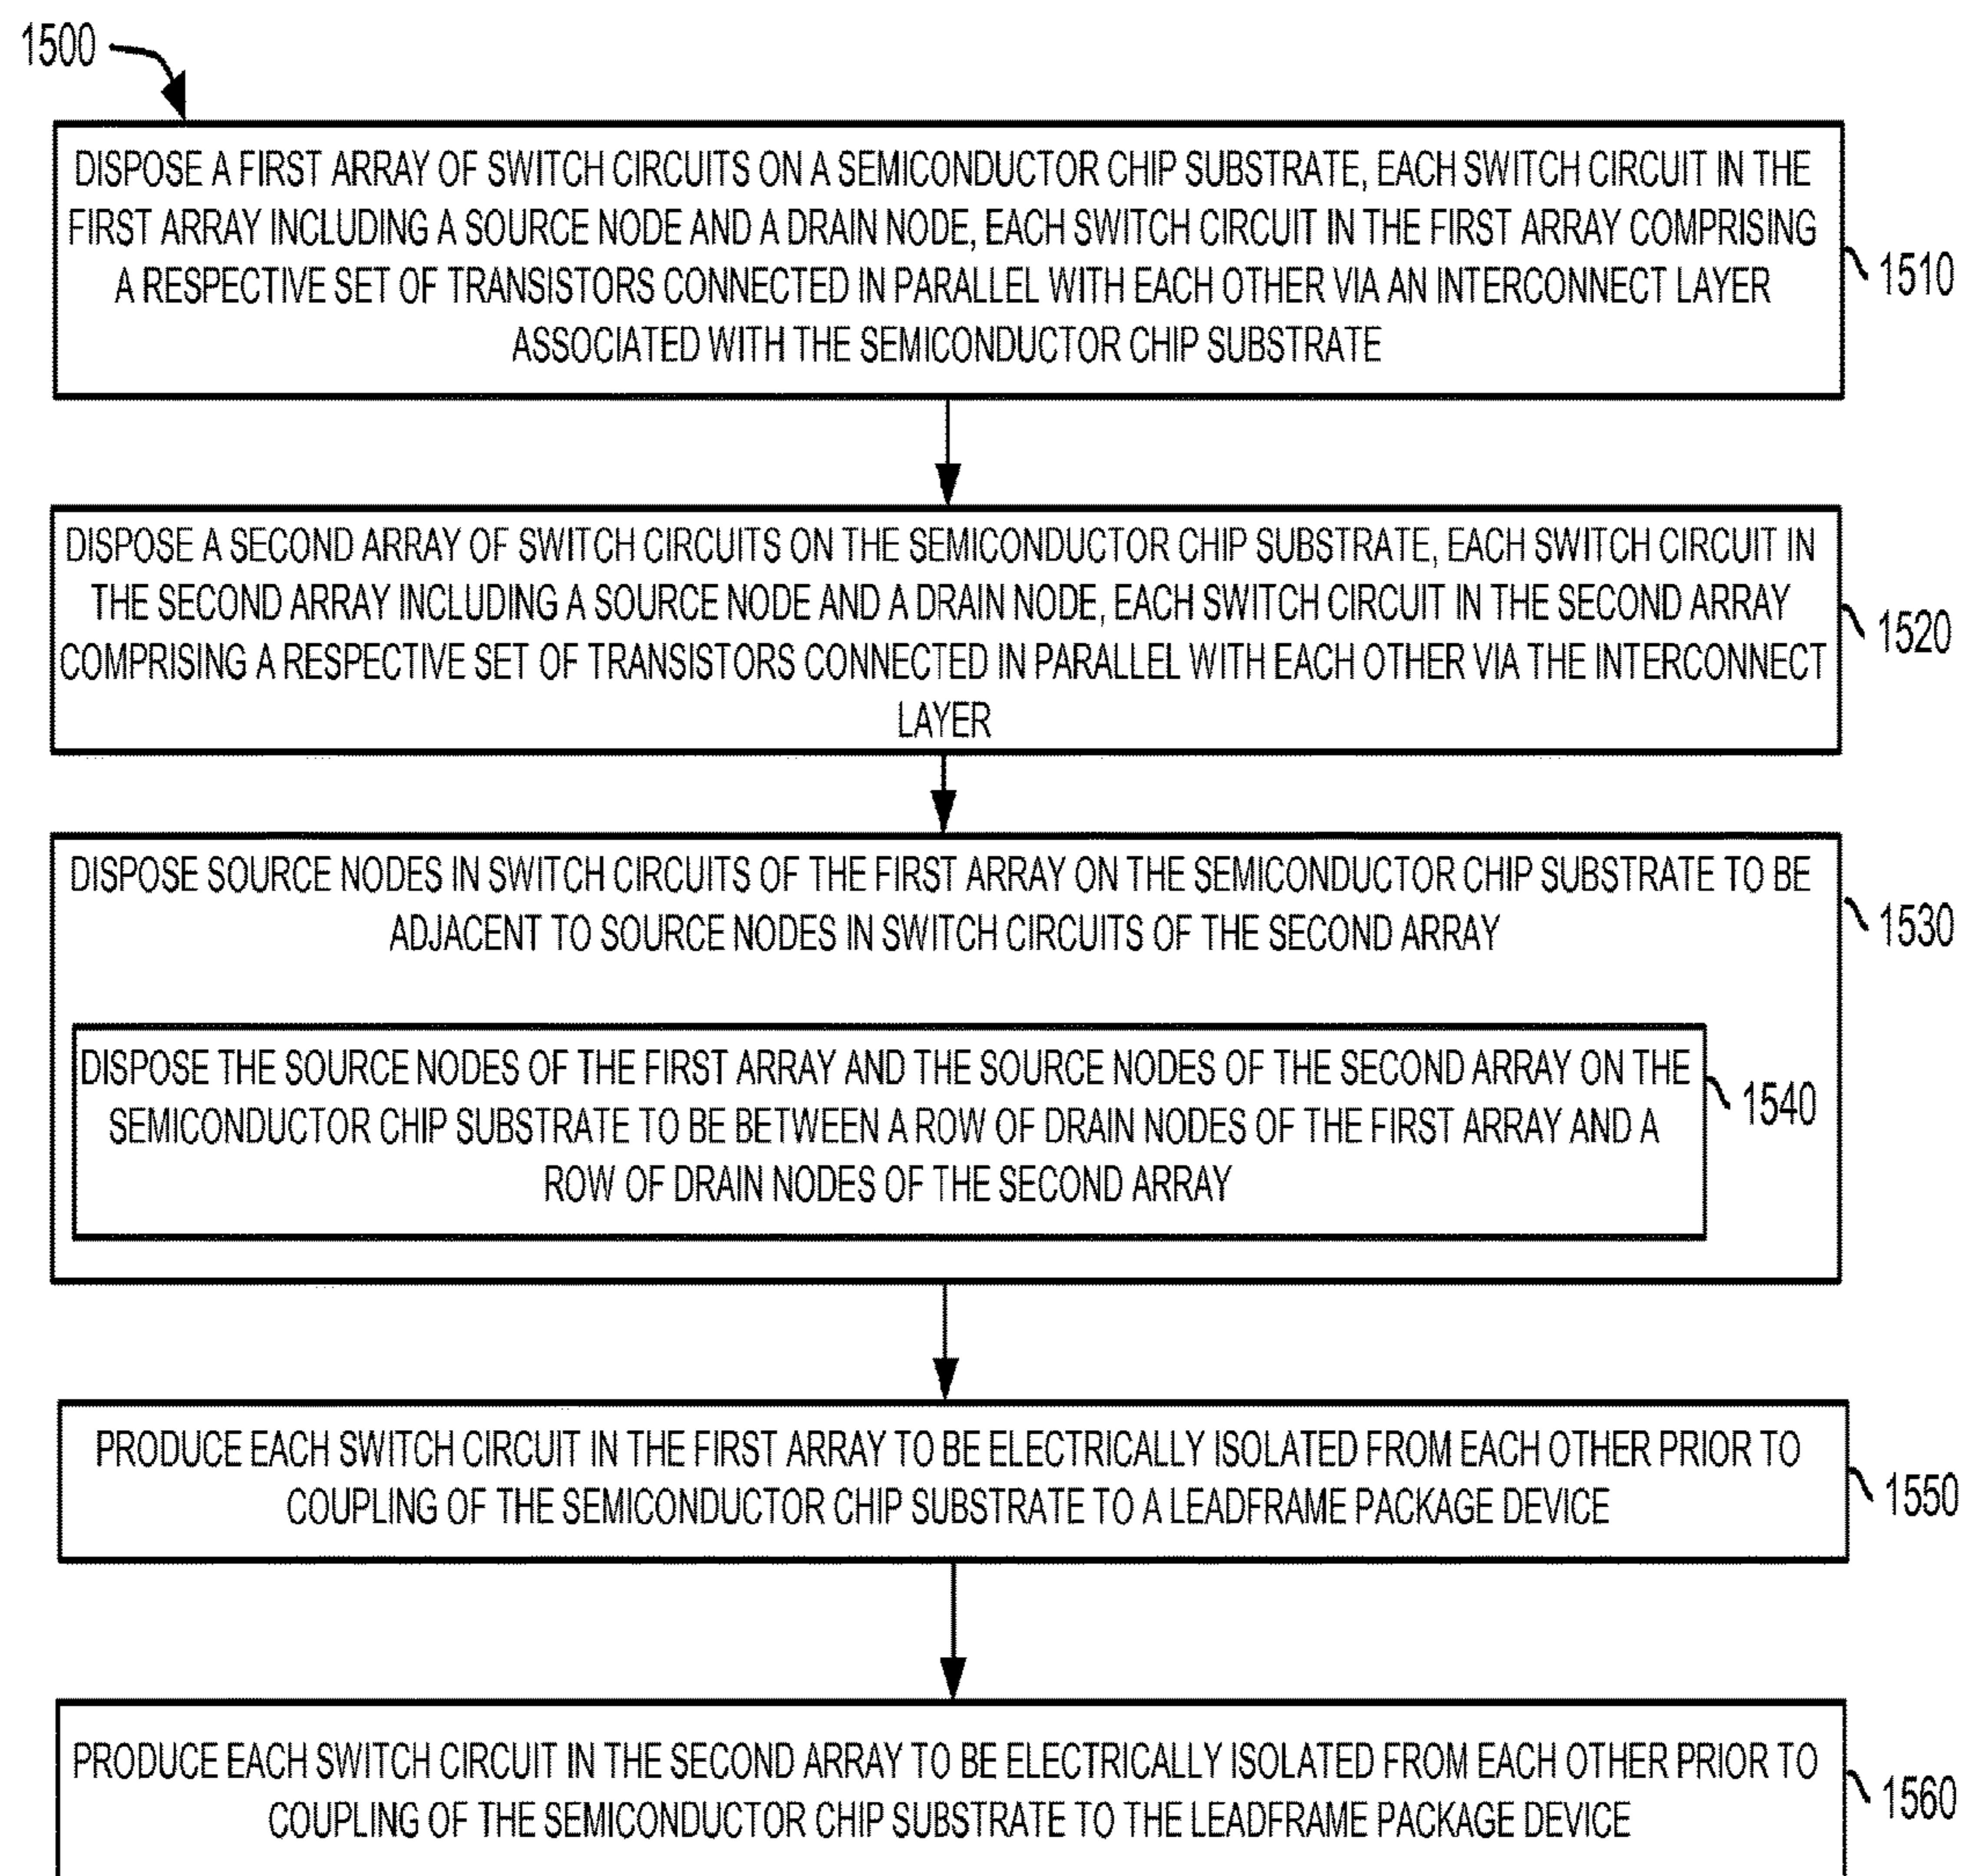 1500
DISPOSE A FIRST ARRAY OF SWITCH CIRCUITS ON A SEMICONDUCTOR CHIP SUBSTRATE, EACH SWITCH CIRCUIT IN THE
FIRST ARRAY INCLUDING A SOURCE NODE AND A DRAIN NODE, EACH SWITCH CIRCUIT IN THE FIRST ARRAY COMPRISING
A RESPECTIVE SET OF TRANSISTORS CONNECTED IN PARALLEL WITH EACH OTHER VIA AN INTERCONNECT LAYER
ASSOCIATED WITH THE SEMICONDUCTOR CHIP SUBSTRATE
1510
DISPOSE A SECOND ARRAY OF SWITCH CIRCUITS ON THE SEMICONDUCTOR CHIP SUBSTRATE, EACH SWITCH CIRCUIT IN
THE SECOND ARRAY INCLUDING A SOURCE NODE AND A DRAIN NODE, EACH SWITCH CIRCUIT IN THE SECOND ARRAY
COMPRISING A RESPECTIVE SET OF TRANSISTORS CONNECTED IN PARALLEL WITH EACH OTHER VIA THE INTERCONNECT
LAYER
1520
DISPOSE SOURCE NODES IN SWITCH CIRCUITS OF THE FIRST ARRAY ON THE SEMICONDUCTOR CHIP SUBSTRATE TO BE
ADJACENT TO SOURCE NODES IN SWITCH CIRCUITS OF THE SECOND ARRAY
1530
DISPOSE THE SOURCE NODES OF THE FIRST ARRAY AND THE SOURCE NODES OF THE SECOND ARRAY ON THE
SEMICONDUCTOR CHIP SUBSTRATE TO BE BETWEEN A ROW OF DRAIN NODES OF THE FIRST ARRAY AND A
ROW OF DRAIN NODES OF THE SECOND ARRAY
1540
PRODUCE EACH SWITCH CIRCUIT IN THE FIRST ARRAY TO BE ELECTRICALLY ISOLATED FROM EACH OTHER PRIOR TO
COUPLING OF THE SEMICONDUCTOR CHIP SUBSTRATE TO A LEADFRAME PACKAGE DEVICE
1550
PRODUCE EACH SWITCH CIRCUIT IN THE SECOND ARRAY TO BE ELECTRICALLY ISOLATED FROM EACH OTHER PRIOR TO
COUPLING OF THE SEMICONDUCTOR CHIP SUBSTRATE TO THE LEADFRAME PACKAGE DEVICE
1560